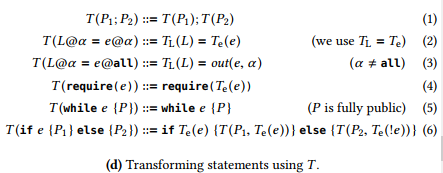 T(P₁; P₂) ::= T(P₁); T(P₂) (1)
T(L@α = e@α) ::= T_L(L) = T_e(e) (we use T_L = T_e) (2)
T(L@α = e@all) ::= T_L(L) = out(e, α) (α ≠ all) (3)
T(require(e)) ::= require(T_e(e)) (4)
T(while e {P}) ::= while e {P} (P is fully public) (5)
T(if e {P₁} else {P₂}) ::= if T_e(e) {T(P₁, T_e(e))} else {T(P₂, T_e(!e))} (6)
(d) Transforming statements using T.